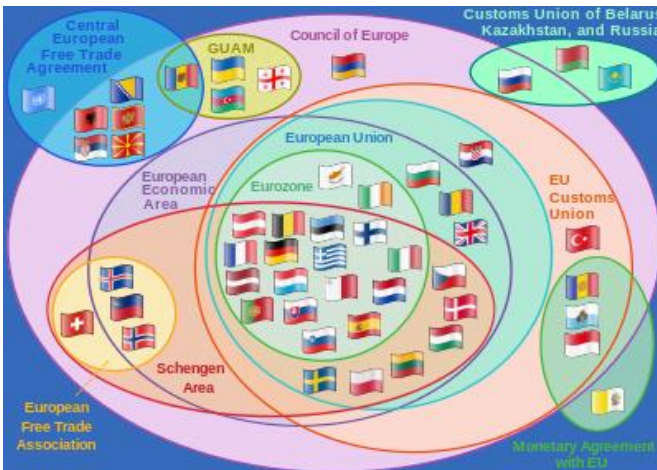 Central
European
Free Trade
Agreement
GUAM
Council of Europe
Customs Union of Belarus
Kazakhstan, and Russia
European Union
European
Economic
Area
Eurozone
EU
Customs
Union
Schengen
Area
European
Free Trade
Association
Monetary Agreement
with EU